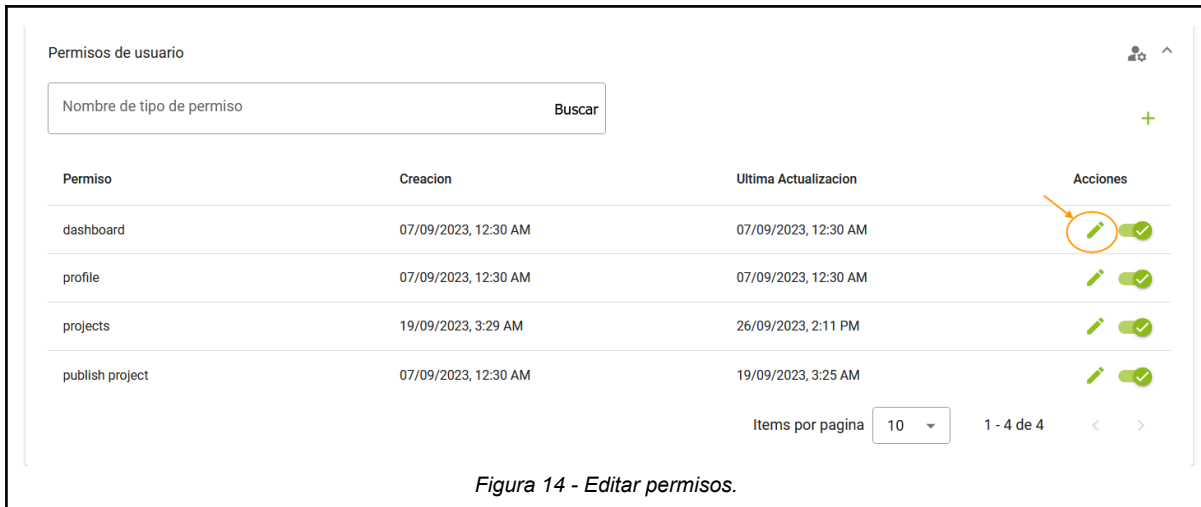 Permisos de usuario
Nombre de tipo de permiso Buscar
Permiso Creacion Ultima Actualizacion Acciones
dashboard 07/09/2023, 12:30 AM 07/09/2023, 12:30 AM
profile 07/09/2023, 12:30 AM 07/09/2023, 12:30 AM
projects 19/09/2023, 3:29 AM 26/09/2023, 2:11 PM
publish project 07/09/2023, 12:30 AM 19/09/2023, 3:25 AM
Items por pagina 10 1 - 4 de 4
Figura 14 - Editar permisos.